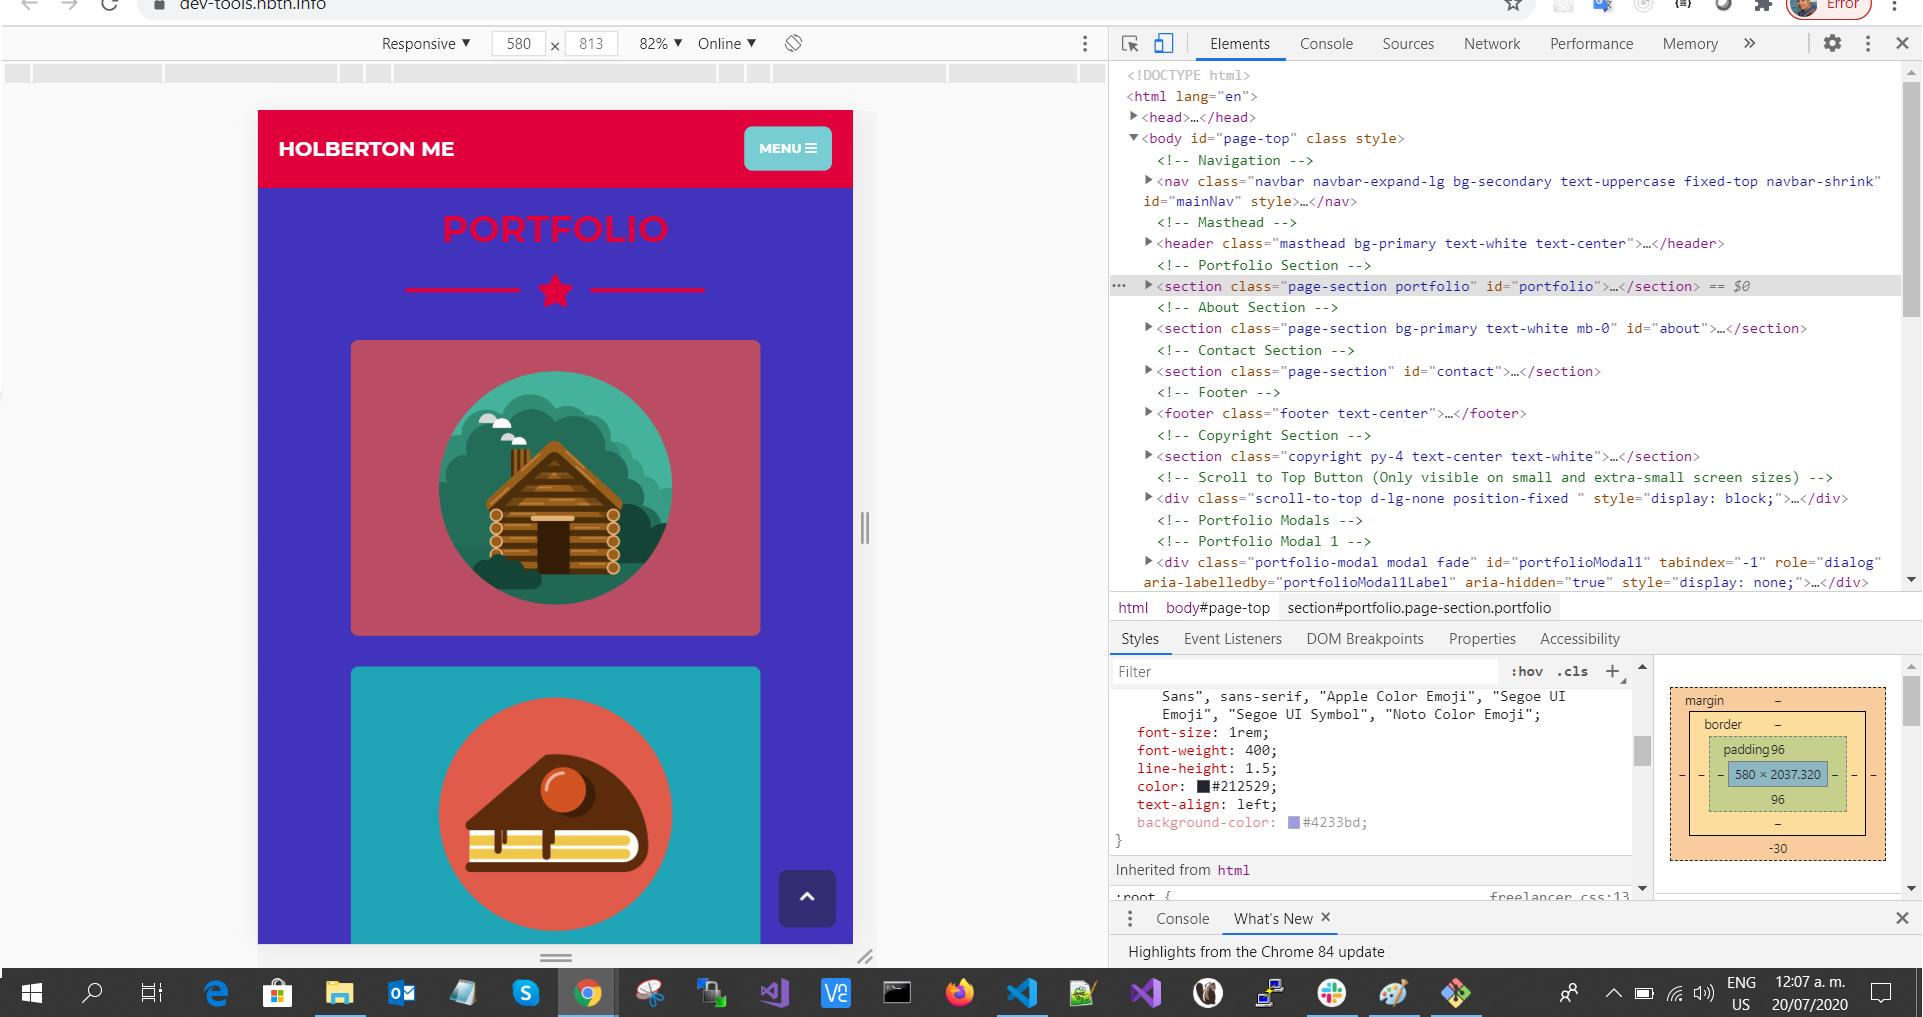 dev-tools.hbtn.info
Error
Responsive ▼ 580 × 813 82% ▼ Online ▼
Elements Console Sources Network Performance Memory »
HOLBERTON ME
MENU
PORTFOLIO
<!DOCTYPE html>
<html lang="en">
<head>…</head>
<body id="page-top" class style>
<!-- Navigation -->
<nav class="navbar navbar-expand-lg bg-secondary text-uppercase fixed-top navbar-shrink"
id="mainNav" style>…</nav>
<!-- Masthead -->
<header class="masthead bg-primary text-white text-center">…</header>
<!-- Portfolio Section -->
<section class="page-section portfolio" id="portfolio">…</section> == $0
<!-- About Section -->
<section class="page-section bg-primary text-white mb-0" id="about">…</section>
<!-- Contact Section -->
<section class="page-section" id="contact">…</section>
<!-- Footer -->
<footer class="footer text-center">…</footer>
<!-- Copyright Section -->
<section class="copyright py-4 text-center text-white">…</section>
<!-- Scroll to Top Button (Only visible on small and extra-small screen sizes) -->
<div class="scroll-to-top d-lg-none position-fixed " style="display: block;">…</div>
<!-- Portfolio Modals -->
<!-- Portfolio Modal 1 -->
<div class="portfolio-modal modal fade" id="portfolioModal1" tabindex="-1" role="dialog"
aria-labelledby="portfolioModal1Label" aria-hidden="true" style="display: none;">…</div>
html body#page-top section#portfolio.page-section.portfolio
Styles Event Listeners DOM Breakpoints Properties Accessibility
Filter :hov .cls +
Sans", sans-serif, "Apple Color Emoji", "Segoe UI
Emoji", "Segoe UI Symbol", "Noto Color Emoji";
font-size: 1rem;
font-weight: 400;
line-height: 1.5;
color: #212529;
text-align: left;
background-color: #4233bd;
}
Inherited from html
:root { freelancer.css:13
margin –
border –
padding 96
– – – 580 × 2037.320 – – –
96
–
-30
Console What's New ×
Highlights from the Chrome 84 update
ENG
US
12:07 a. m.
20/07/2020